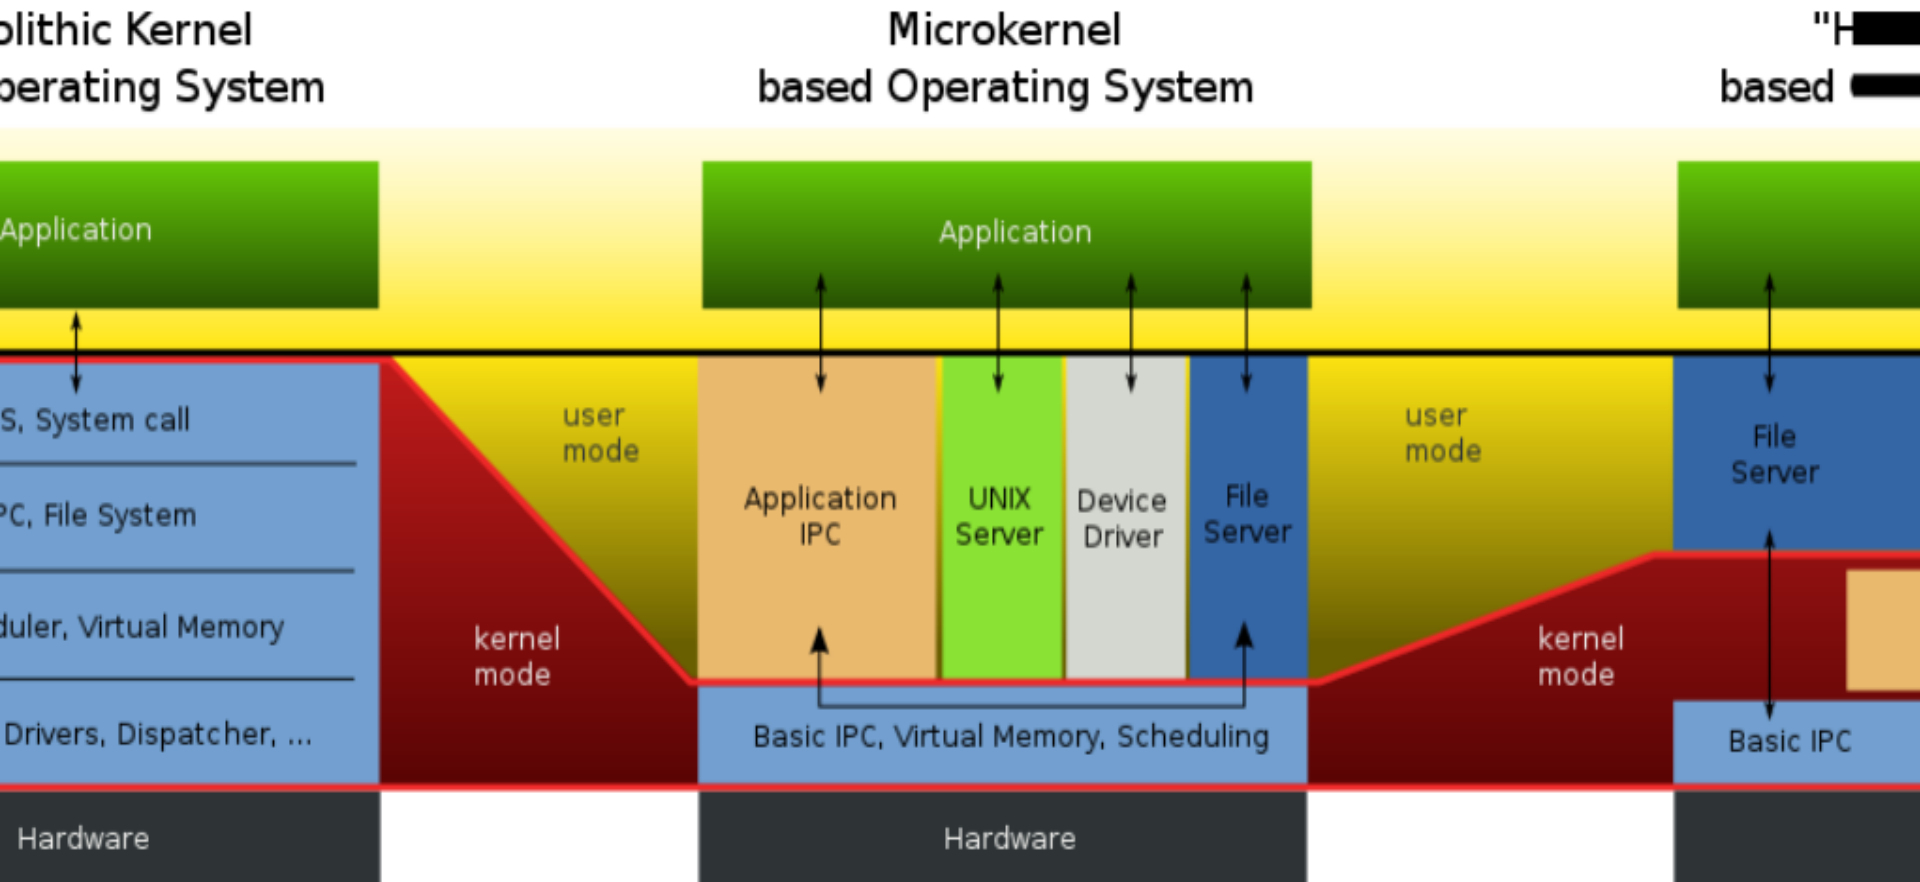 olithic Kernel
perating System
Microkernel
based Operating System
"H
based
Application
Application
S, System call
PC, File System
duler, Virtual Memory
Drivers, Dispatcher, ...
user
mode
kernel
mode
Application
IPC
UNIX
Server
Device
Driver
File
Server
Basic IPC, Virtual Memory, Scheduling
user
mode
kernel
mode
File
Server
Basic IPC
Hardware
Hardware